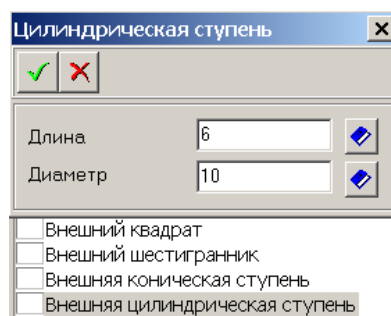 Цилиндрическая ступень
Длина 6
Диаметр 10
Внешний квадрат
Внешний шестигранник
Внешняя коническая ступень
Внешняя цилиндрическая ступень